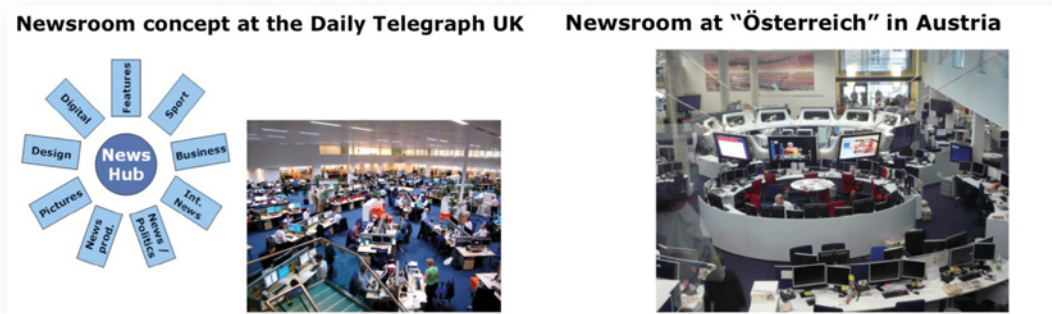 Newsroom concept at the Daily Telegraph UK
Newsroom at “Österreich” in Austria
Features
Digital
Sport
Design
News
Hub
Business
Pictures
Int.
News
News
prod.
News /
Politics